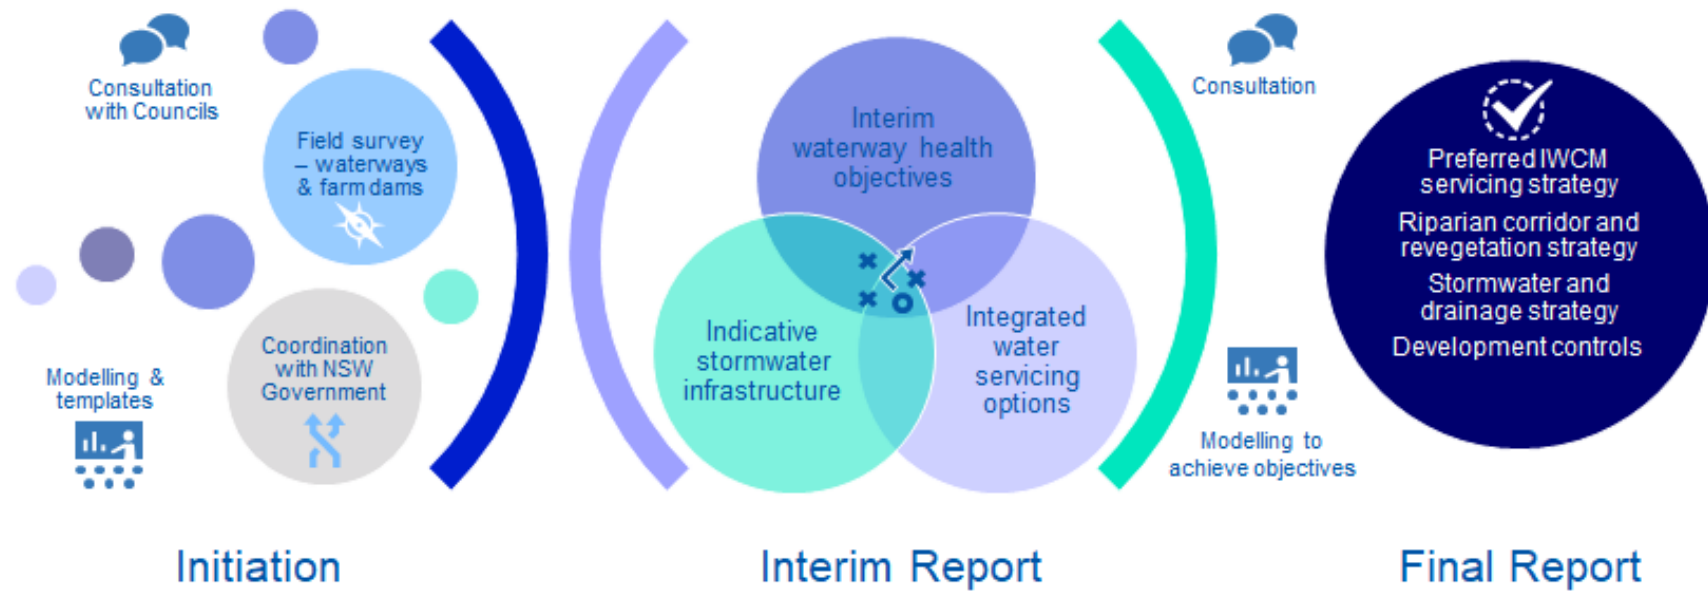 Consultation
with Councils
Field survey
– waterways
& farm dams
Coordination
with NSW
Government
Modelling &
templates
Initiation
Interim
waterway health
objectives
Indicative
stormwater
infrastructure
Integrated
water
servicing
options
Interim Report
Consultation
Modelling to
achieve objectives
Preferred IWCM
servicing strategy
Riparian corridor and
revegetation strategy
Stormwater and
drainage strategy
Development controls
Final Report